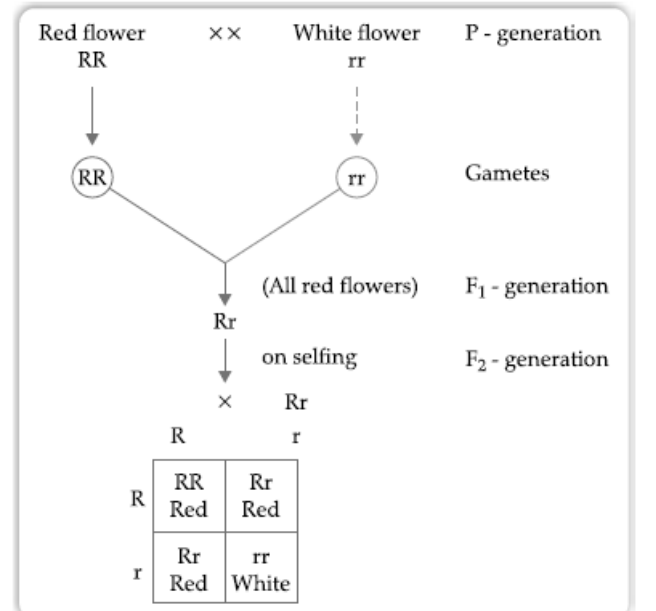 Red flower ×× White flower P - generation
RR rr
RR rr Gametes
(All red flowers) F₁ - generation
Rr
on selfing F₂ - generation
× Rr
R r
R RR Rr
Red Red
r Rr rr
Red White